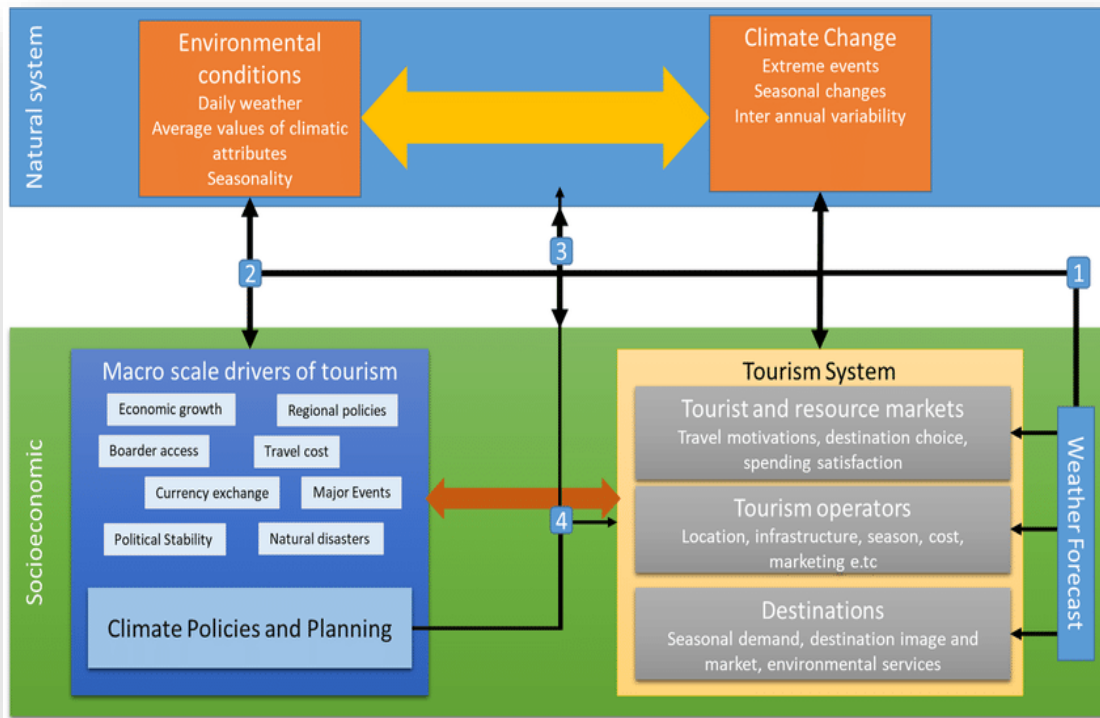 Natural system
Environmental
conditions
Daily weather
Average values of climatic
attributes
Seasonality
Climate Change
Extreme events
Seasonal changes
Inter annual variability
3
2
1
Socioeconomic
Macro scale drivers of tourism
Economic growth
Regional policies
Boarder access
Travel cost
Currency exchange
Major Events
Political Stability
Natural disasters
Climate Policies and Planning
4
Tourism System
Tourist and resource markets
Travel motivations, destination choice,
spending satisfaction
Tourism operators
Location, infrastructure, season, cost,
marketing e.tc
Destinations
Seasonal demand, destination image and
market, environmental services
Weather Forecast